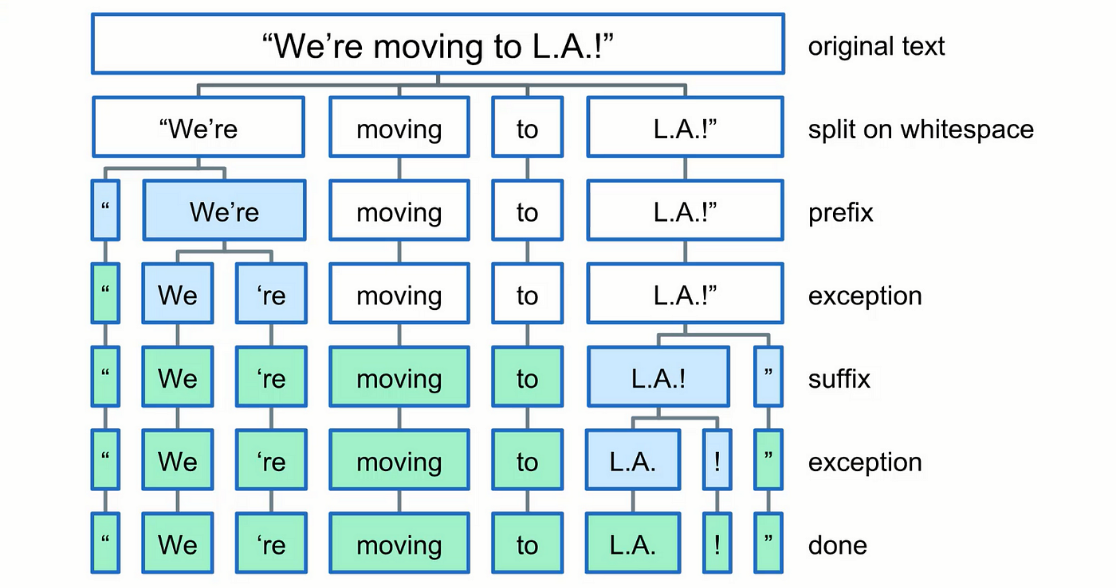 “We’re moving to L.A.!” original text
“We’re moving to L.A.!” split on whitespace
“ We’re moving to L.A.!” prefix
“ We ‘re moving to L.A.!” exception
“ We ‘re moving to L.A.! ” suffix
“ We ‘re moving to L.A. ! ” exception
“ We ‘re moving to L.A. ! ” done